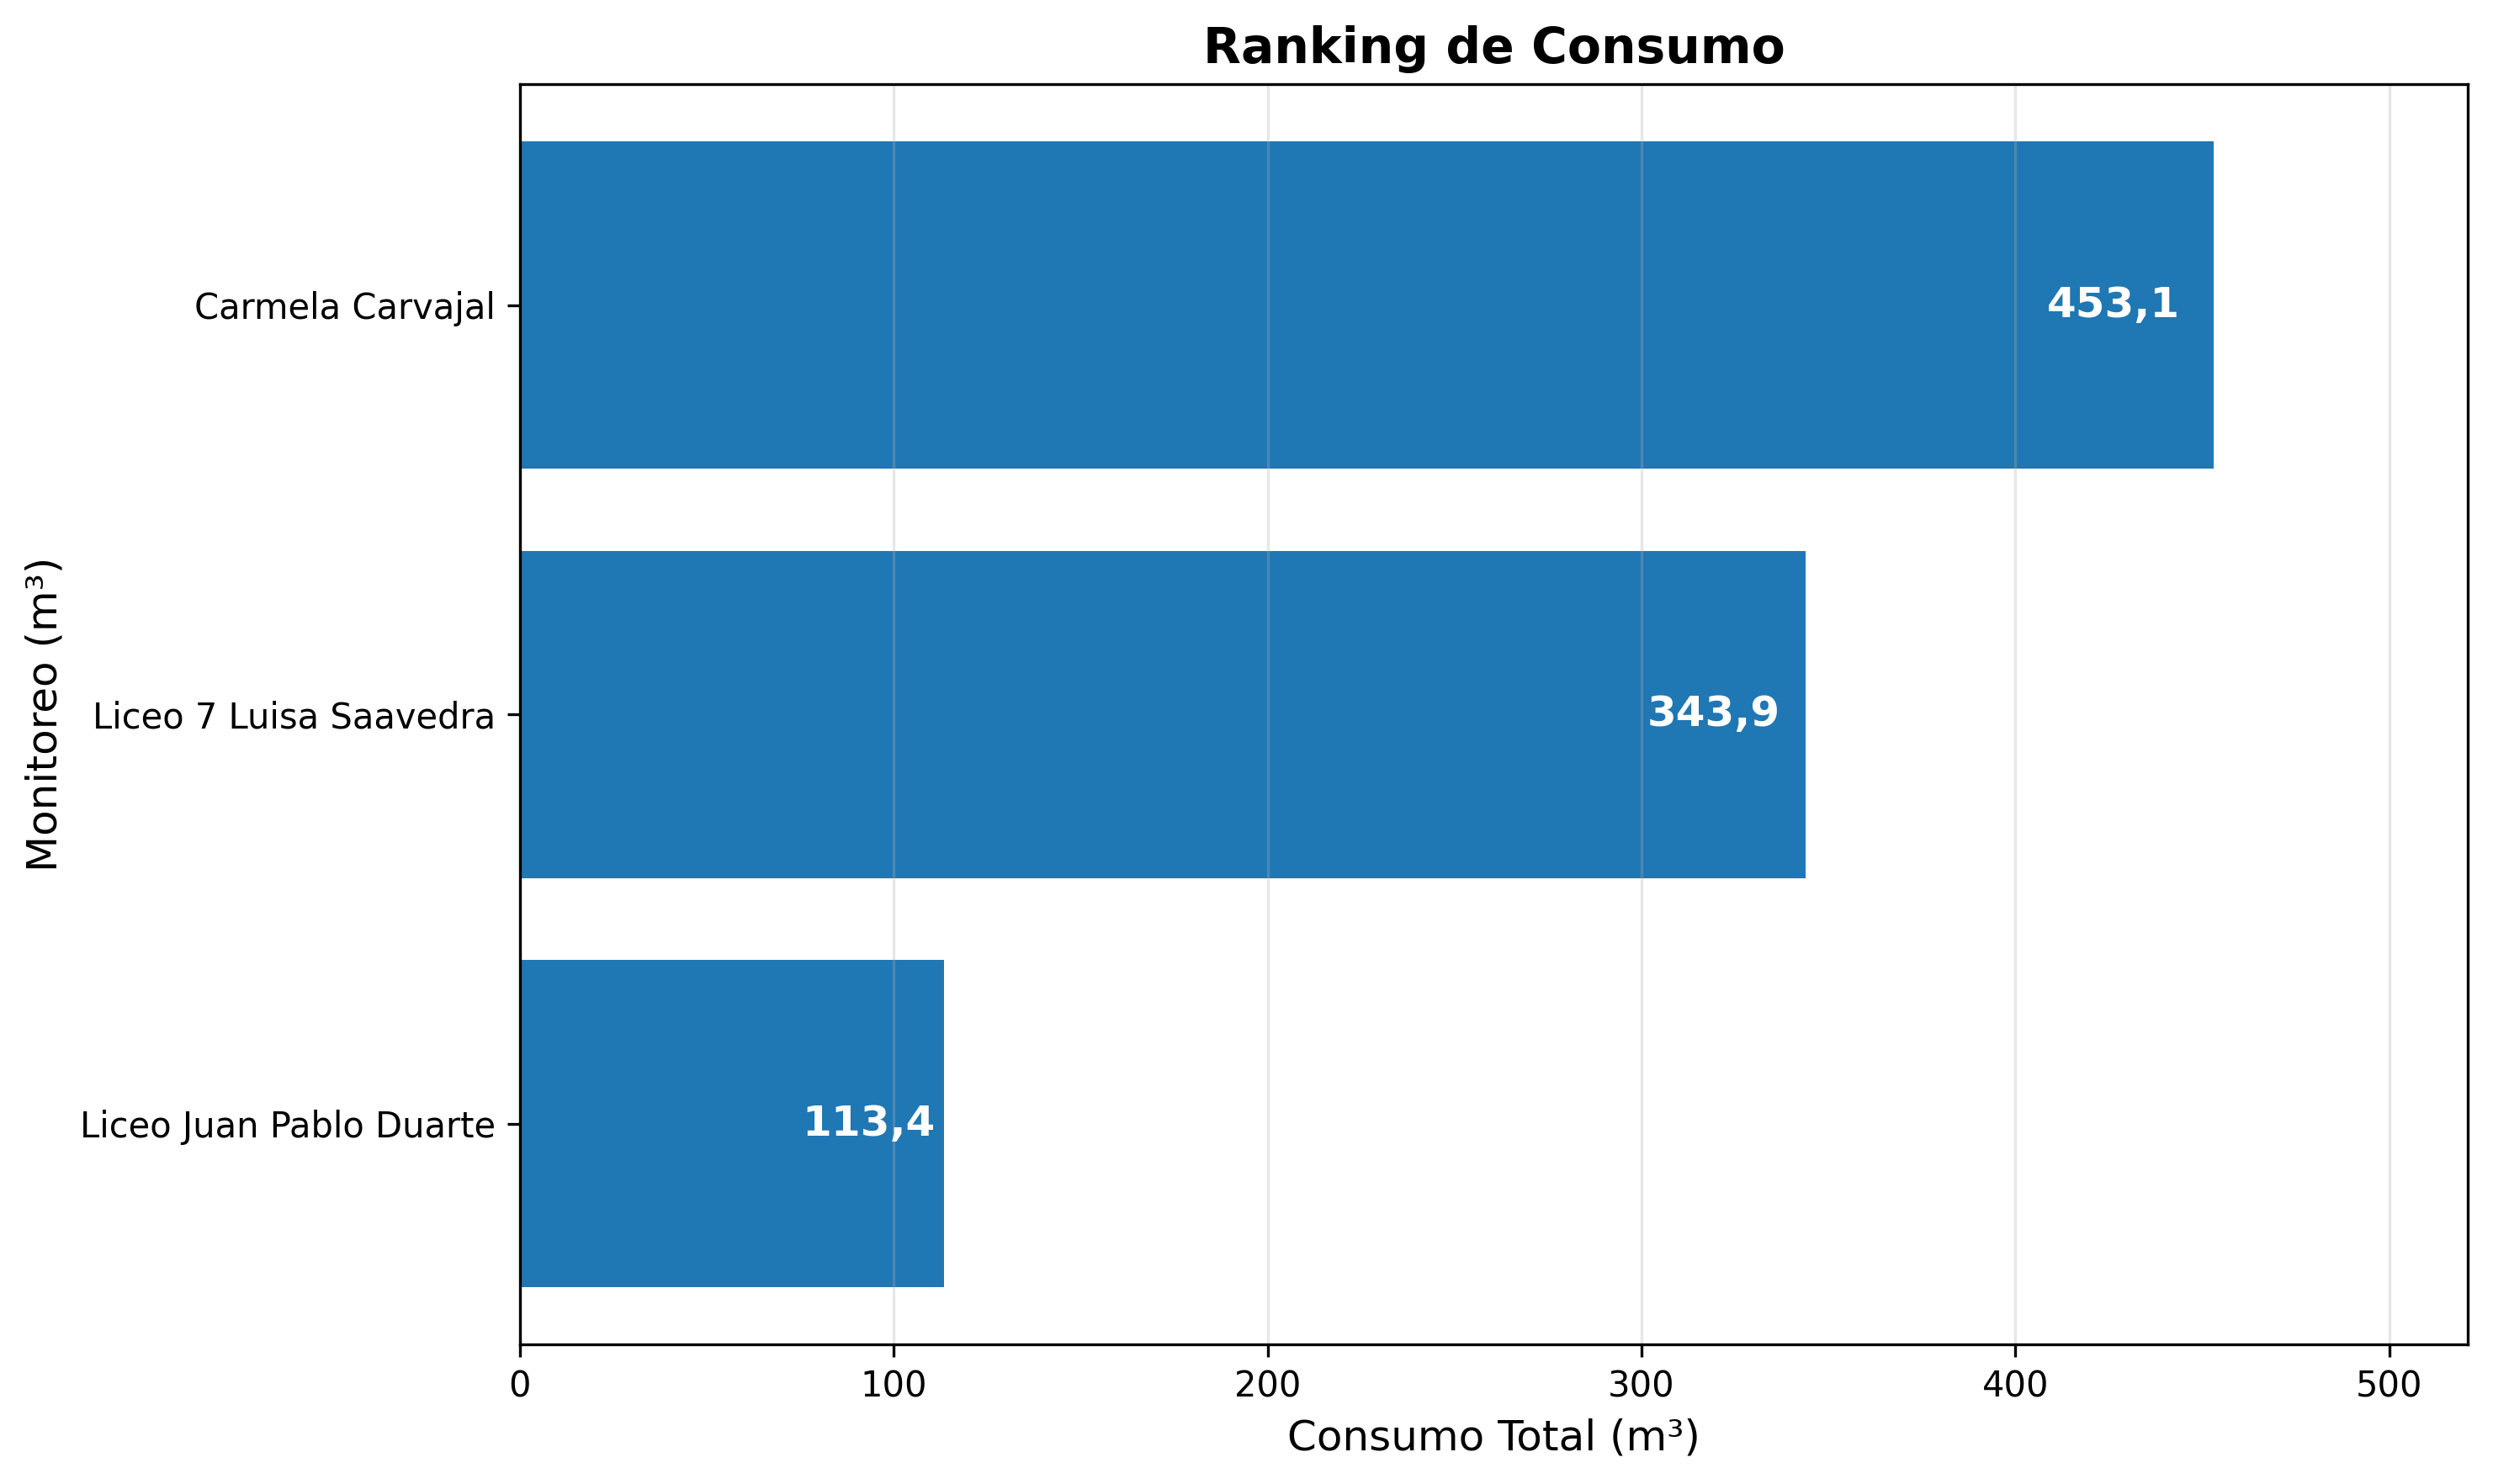 Ranking de Consumo
Monitoreo (m³)
Carmela Carvajal
453,1
Liceo 7 Luisa Saavedra
343,9
Liceo Juan Pablo Duarte
113,4
0 100 200 300 400 500
Consumo Total (m³)